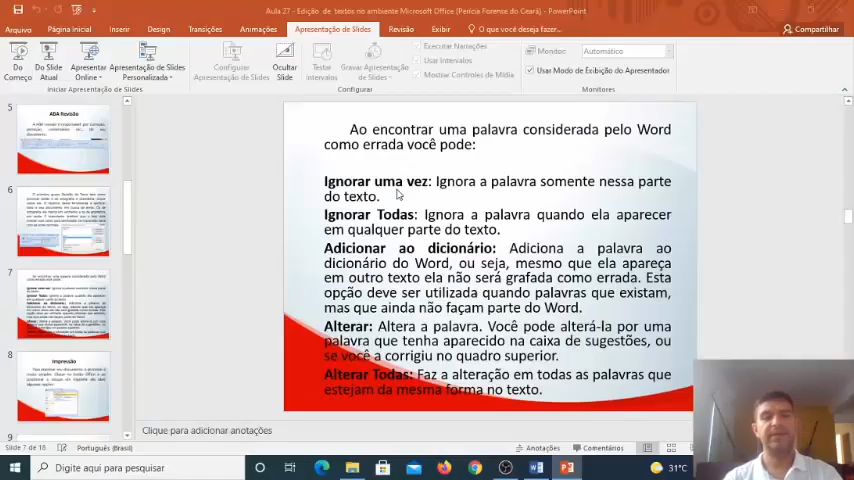 Aula 27 - Edição de textos no ambiente Microsoft Office (Perícia Forense do Ceará) - PowerPoint
Arquivo Página Inicial Inserir Design Transições Animações Apresentação de Slides Revisão Exibir O que você deseja fazer... Compartilhar
Do Começo
Do Slide Atual
Apresentar Online
Apresentação de Slides Personalizada
Configurar Apresentação de Slides
Ocultar Slide
Testar Intervalos
Gravar Apresentação de Slides
Executar Narrações
Usar Intervalos
Mostrar Controles de Mídia
Monitor: Automático
Usar Modo de Exibição do Apresentador
Iniciar Apresentação de Slides Configurar Monitores
5
ABA Revisão
6
7
8
Impressão
9
Ao encontrar uma palavra considerada pelo Word
como errada você pode:
Ignorar uma vez: Ignora a palavra somente nessa parte
do texto.
Ignorar Todas: Ignora a palavra quando ela aparecer
em qualquer parte do texto.
Adicionar ao dicionário: Adiciona a palavra ao
dicionário do Word, ou seja, mesmo que ela apareça
em outro texto ela não será grafada como errada. Esta
opção deve ser utilizada quando palavras que existam,
mas que ainda não façam parte do Word.
Alterar: Altera a palavra. Você pode alterá-la por uma
palavra que tenha aparecido na caixa de sugestões, ou
se você a corrigiu no quadro superior.
Alterar Todas: Faz a alteração em todas as palavras que
estejam da mesma forma no texto.
Clique para adicionar anotações
Slide 7 de 18 Português (Brasil) Anotações Comentários
Digite aqui para pesquisar 31°C